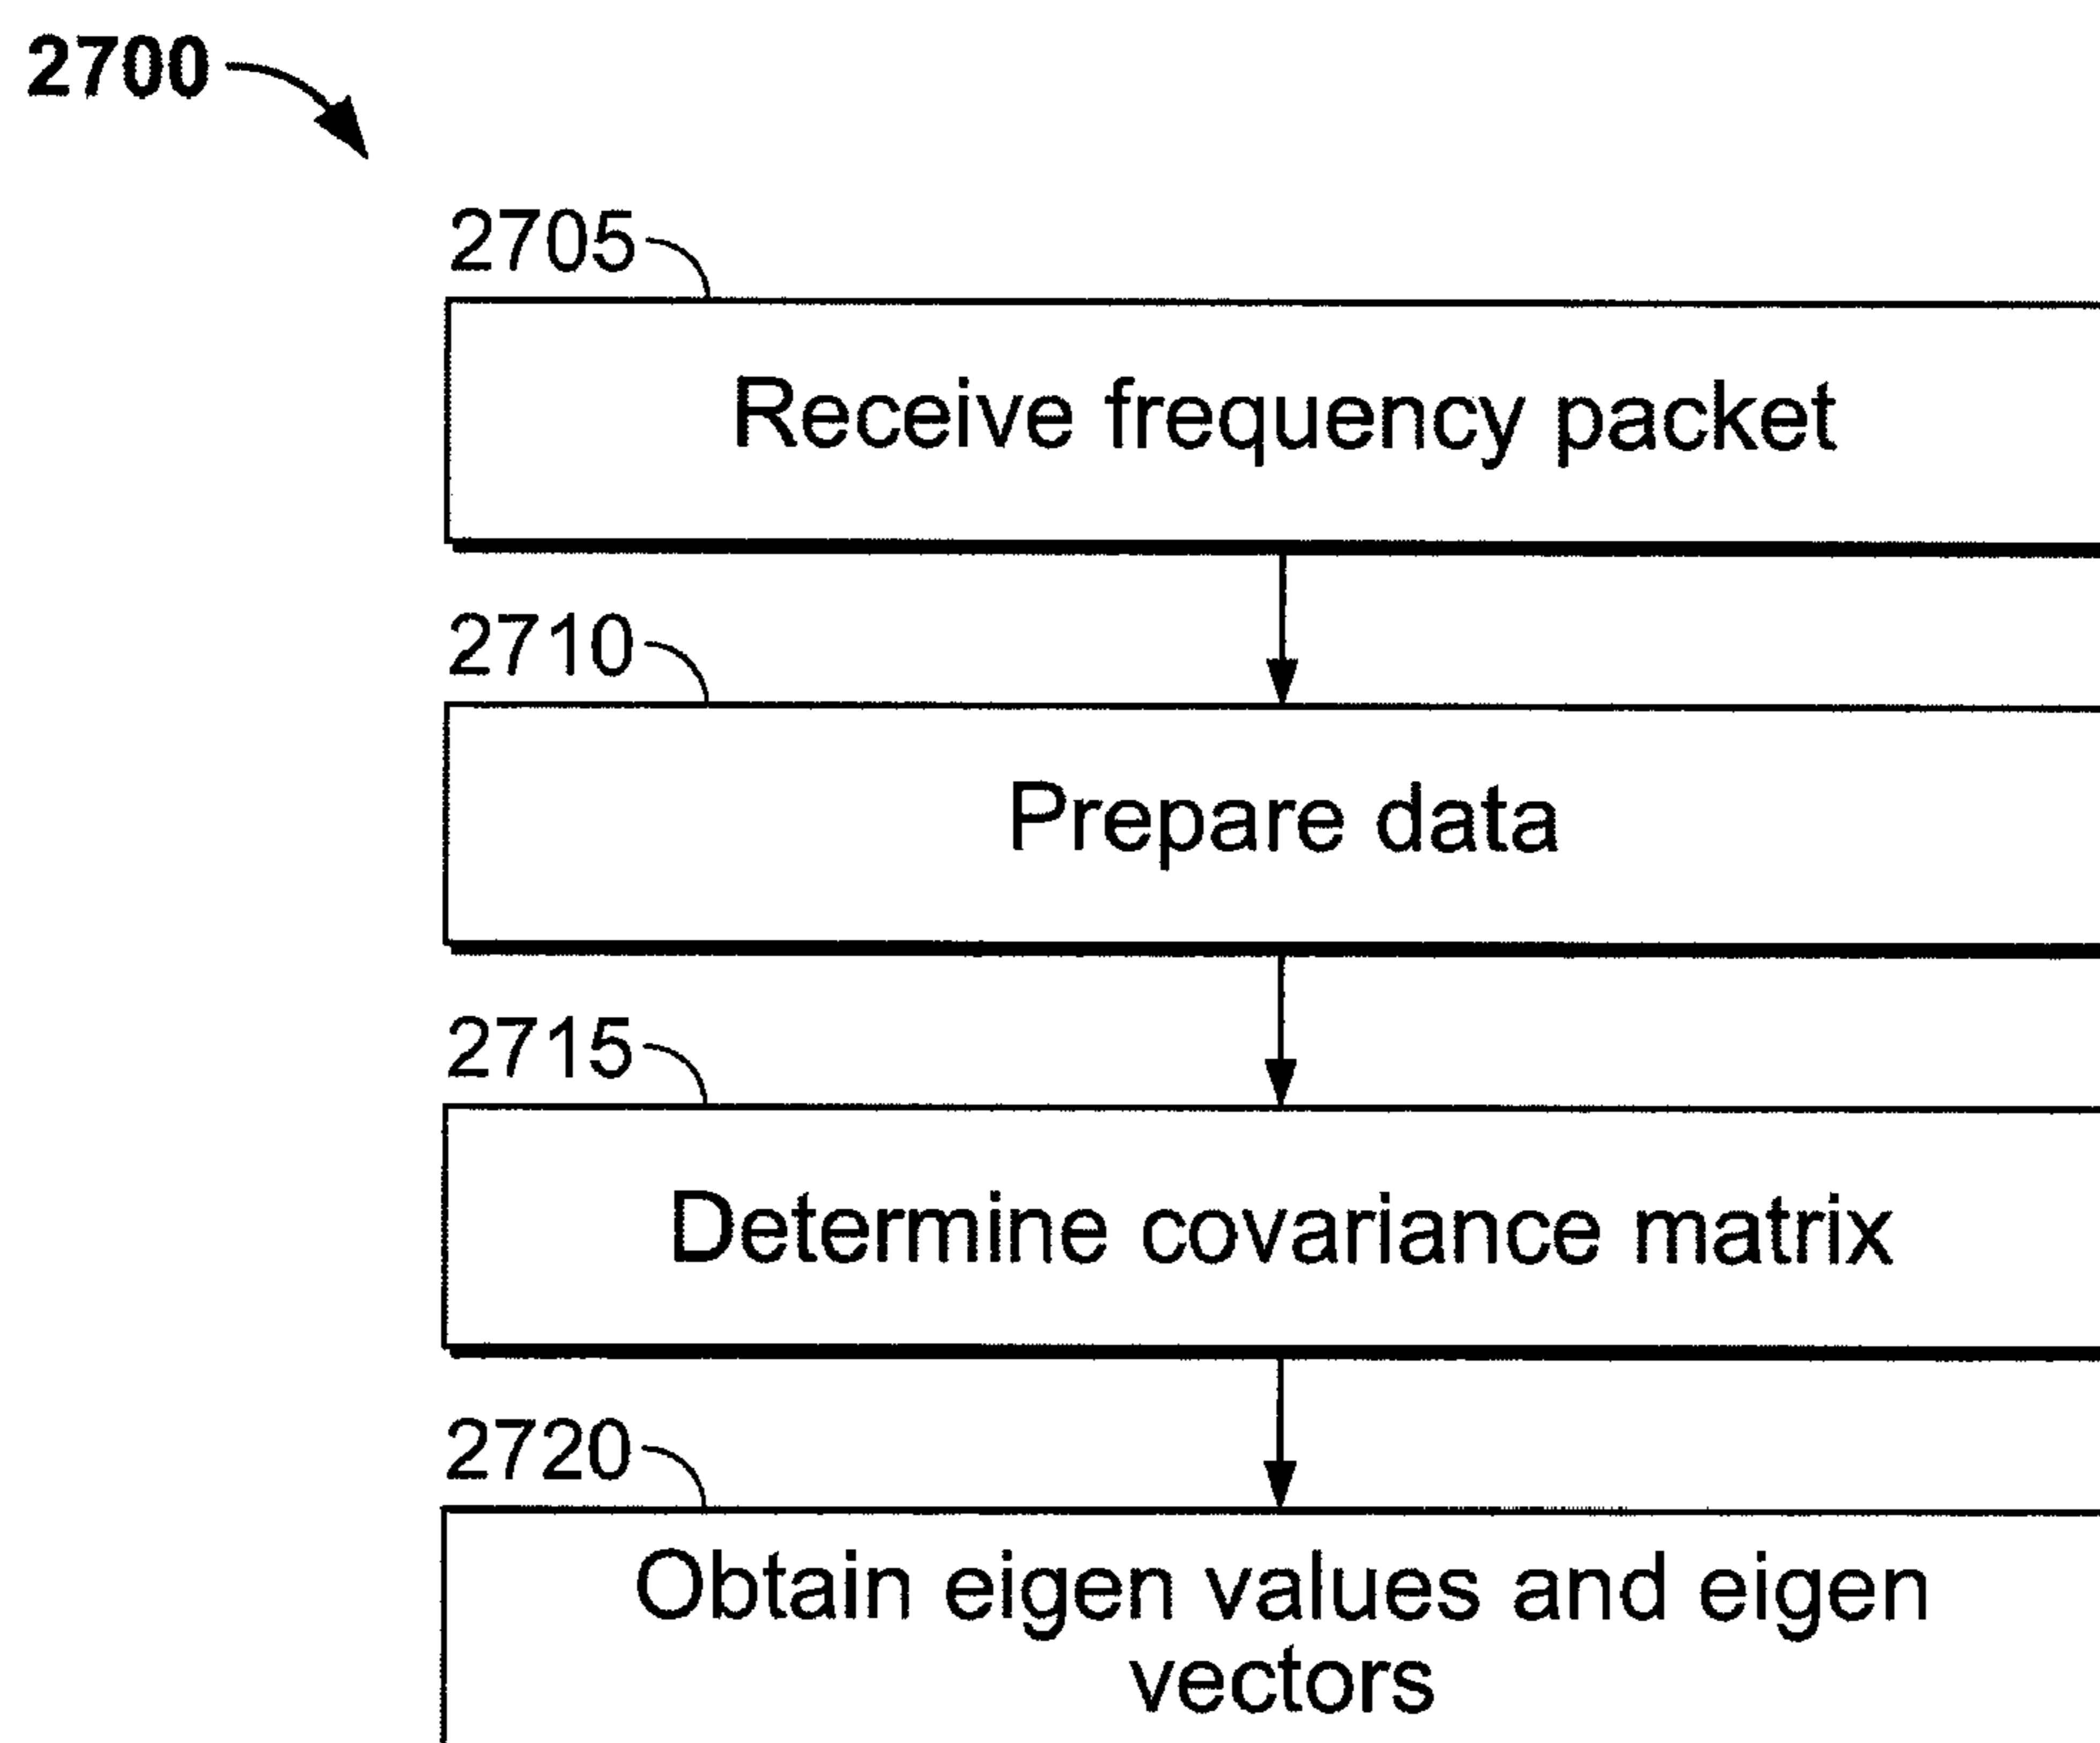 2700
2705
Receive frequency packet
2710
Prepare data
2715
Determine covariance matrix
2720
Obtain eigen values and eigen
vectors